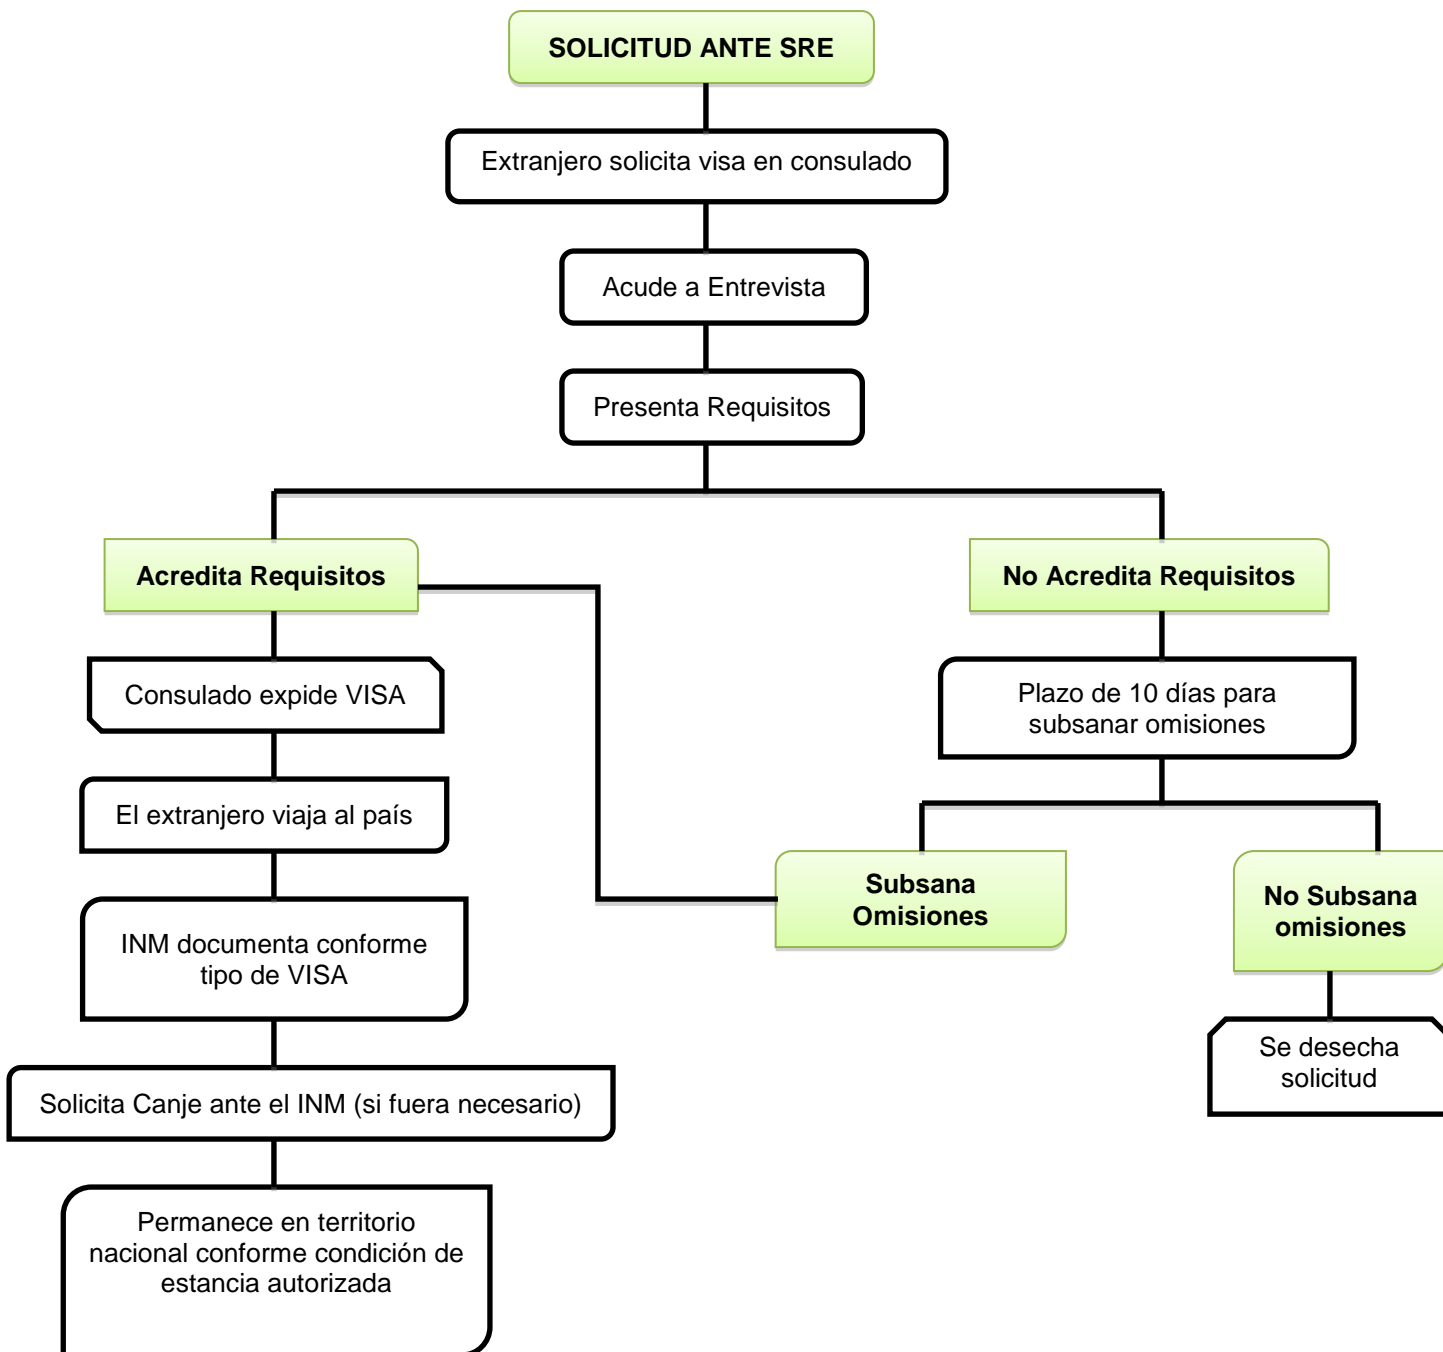 SOLICITUD ANTE SRE
Extranjero solicita visa en consulado
Acude a Entrevista
Presenta Requisitos
Acredita Requisitos
No Acredita Requisitos
Consulado expide VISA
Plazo de 10 días para
subsanar omisiones
El extranjero viaja al país
Subsana
Omisiones
No Subsana
omisiones
INM documenta conforme
tipo de VISA
Se desecha
solicitud
Solicita Canje ante el INM (si fuera necesario)
Permanece en territorio
nacional conforme condición de
estancia autorizada